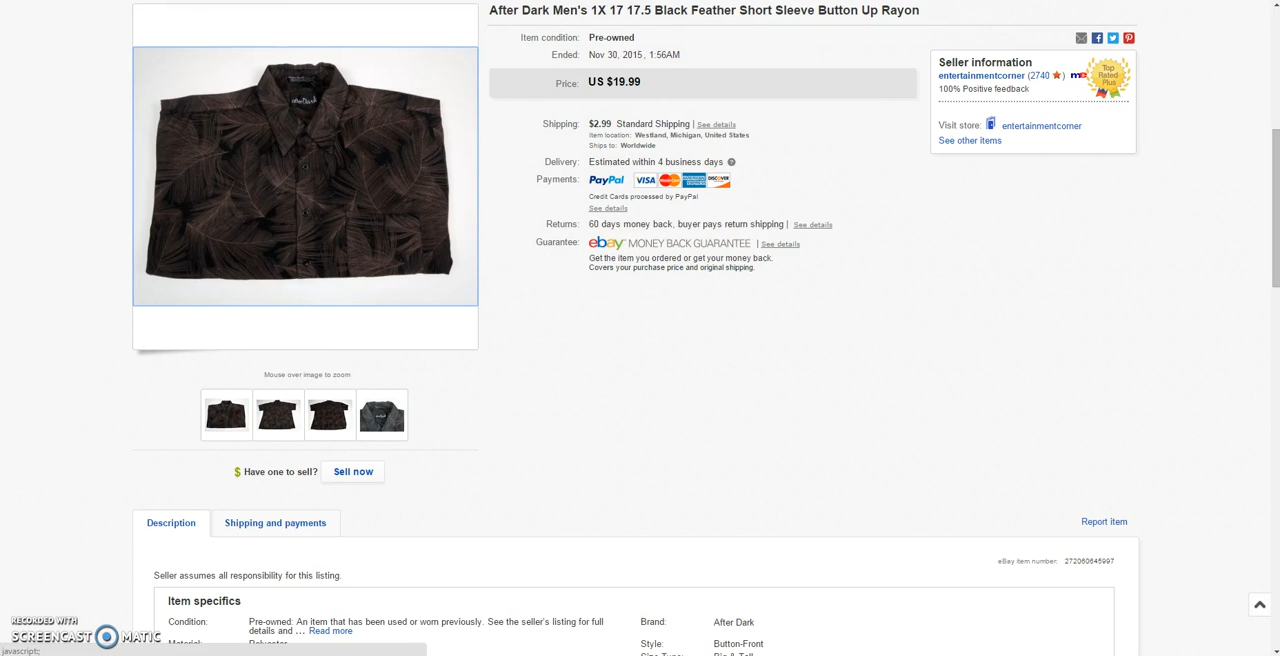 After Dark Men's 1X 17 17.5 Black Feather Short Sleeve Button Up Rayon
Item condition: Pre-owned
Ended: Nov 30, 2015 , 1:56AM
Price: US $19.99
Shipping: $2.99 Standard Shipping | See details
Item location: Westland, Michigan, United States
Ships to: Worldwide
Delivery: Estimated within 4 business days
Payments: PayPal VISA MasterCard AMERICAN EXPRESS DISCOVER
Credit Cards processed by PayPal
See details
Returns: 60 days money back, buyer pays return shipping | See details
Guarantee: ebay MONEY BACK GUARANTEE | See details
Get the item you ordered or get your money back.
Covers your purchase price and original shipping.
Seller information
entertainmentcorner (2740 ) me
100% Positive feedback
Top Rated Plus
Visit store: entertainmentcorner
See other items
Mouse over image to zoom
$ Have one to sell? Sell now
Description
Shipping and payments
Report item
eBay item number: 272060645997
Seller assumes all responsibility for this listing.
Item specifics
Condition: Pre-owned: An item that has been used or worn previously. See the seller's listing for full
details and ... Read more
Brand: After Dark
Style: Button-Front
RECORDED WITH
SCREENCAST MATIC
javascript:;